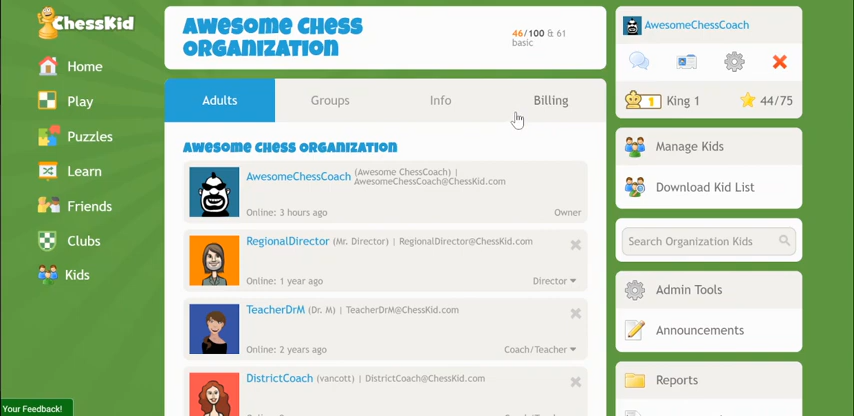 ChessKid
Home
Play
Puzzles
Learn
Friends
Clubs
Kids
Your Feedback!
Awesome Chess
Organization
46/100 & 61
basic
Adults
Groups
Info
Billing
Awesome Chess Organization
AwesomeChessCoach (Awesome ChessCoach) |
AwesomeChessCoach@ChessKid.com
Online: 3 hours ago
Owner
RegionalDirector (Mr. Director) | RegionalDirector@ChessKid.com
Online: 1 year ago
Director
TeacherDrM (Dr. M) | TeacherDrM@ChessKid.com
Online: 2 years ago
Coach/Teacher
DistrictCoach (vancott) | DistrictCoach@ChessKid.com
AwesomeChessCoach
1 King 1
44/75
Manage Kids
Download Kid List
Search Organization Kids
Admin Tools
Announcements
Reports